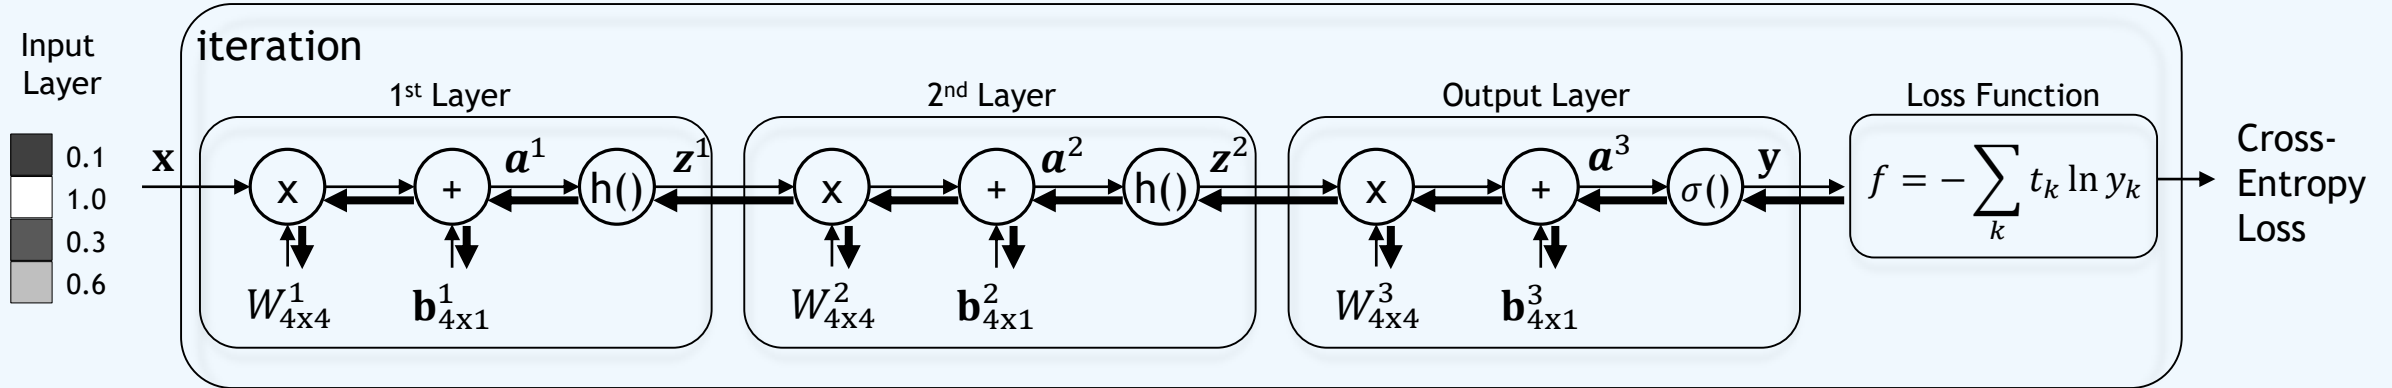 Input
Layer
0.1
1.0
0.3
0.6
iteration
x
1st Layer
x
+
a¹
h()
z¹
W¹₄ₓ₄
b¹₄ₓ₁
2nd Layer
x
+
a²
h()
z²
W²₄ₓ₄
b²₄ₓ₁
Output Layer
x
+
a³
σ()
y
W³₄ₓ₄
b³₄ₓ₁
Loss Function
f = − ∑ₖ tₖ ln yₖ
Cross-
Entropy
Loss